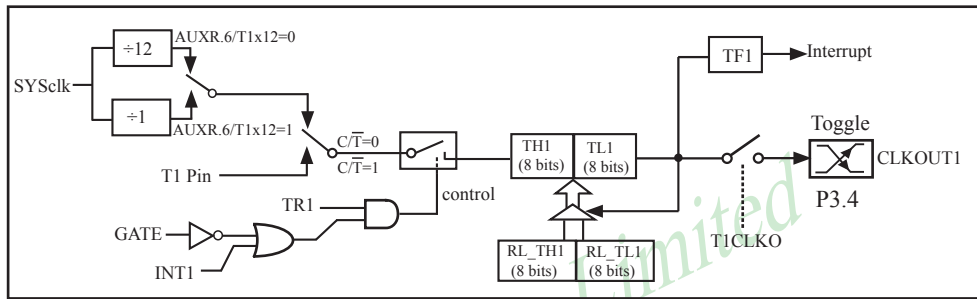 ÷12
AUXR.6/T1x12=0
SYSclk
÷1
AUXR.6/T1x12=1
T1 Pin
C/T̅=0
C/T̅=1
control
TR1
GATE
INT1
TH1
(8 bits)
TL1
(8 bits)
RL_TH1
(8 bits)
RL_TL1
(8 bits)
TF1
Interrupt
Toggle
CLKOUT1
P3.4
T1CLKO
Limited